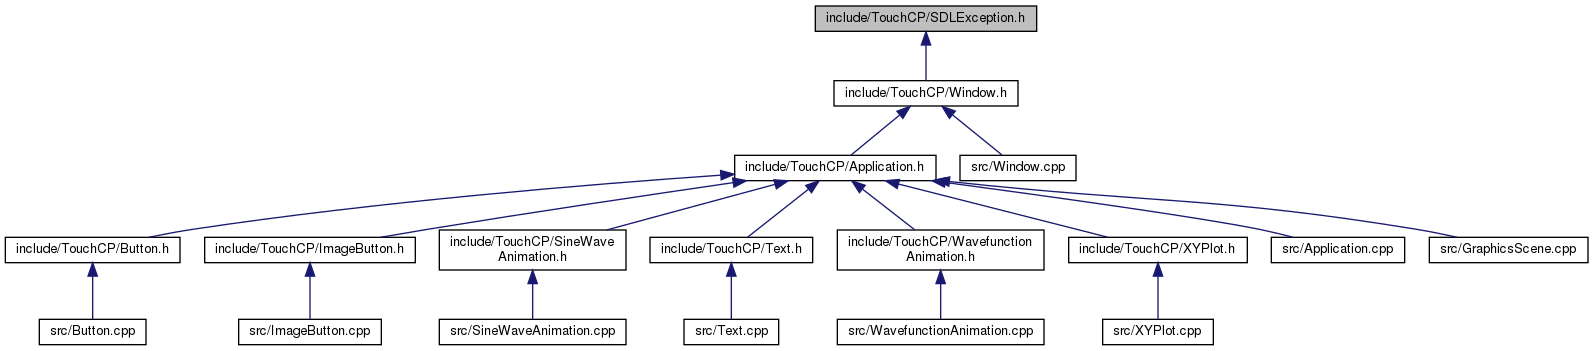 include/TouchCP/SDLException.h
include/TouchCP/Window.h
include/TouchCP/Application.h
src/Window.cpp
include/TouchCP/Button.h
include/TouchCP/ImageButton.h
include/TouchCP/SineWave
Animation.h
include/TouchCP/Text.h
include/TouchCP/Wavefunction
Animation.h
include/TouchCP/XYPlot.h
src/Application.cpp
src/GraphicsScene.cpp
src/Button.cpp
src/ImageButton.cpp
src/SineWaveAnimation.cpp
src/Text.cpp
src/WavefunctionAnimation.cpp
src/XYPlot.cpp